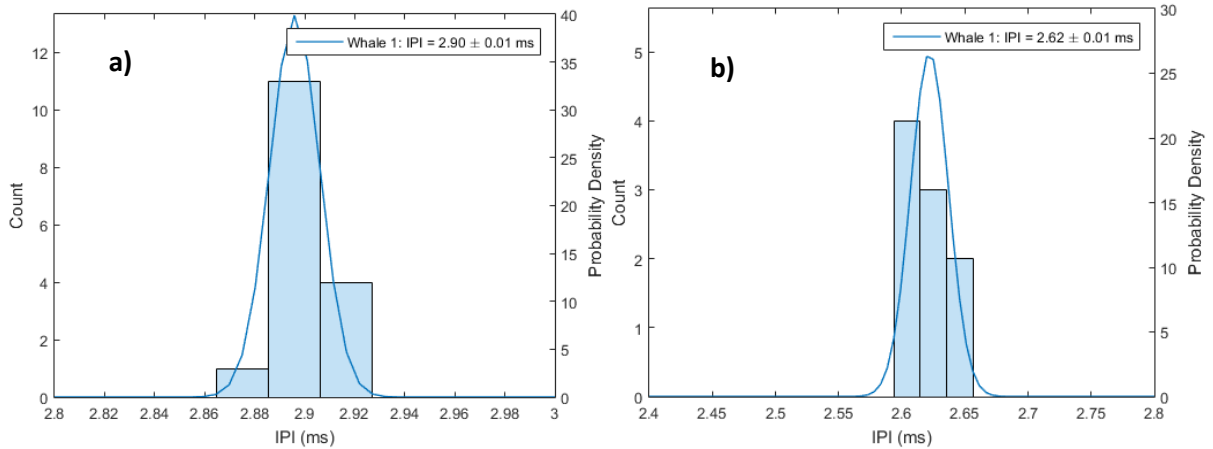 a)
Whale 1: IPI = 2.90 ± 0.01 ms
Count
12
10
8
6
4
2
0
2.8 2.82 2.84 2.86 2.88 2.9 2.92 2.94 2.96 2.98 3
IPI (ms)
40
35
30
25
20
15
10
5
0
Probability Density
b)
Whale 1: IPI = 2.62 ± 0.01 ms
Count
5
4
3
2
1
0
2.4 2.45 2.5 2.55 2.6 2.65 2.7 2.75 2.8
IPI (ms)
30
25
20
15
10
5
0
Probability Density